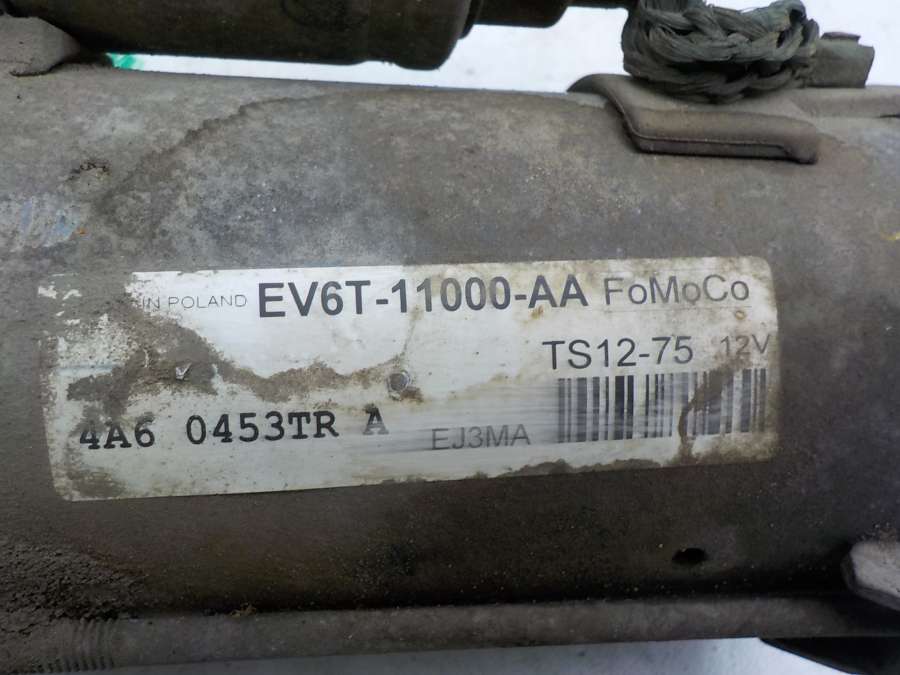 IN POLAND EV6T-11000-AA FoMoCo
TS12-75 12V
4A6 0453TR A EJ3MA